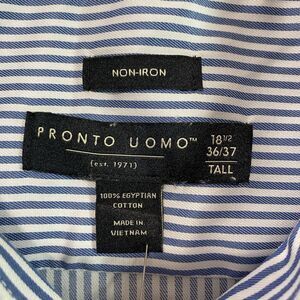 NON-IRON
PRONTO UOMO™
(est. 1971)
18 1/2
36/37
TALL
100% EGYPTIAN
COTTON
MADE IN
VIETNAM